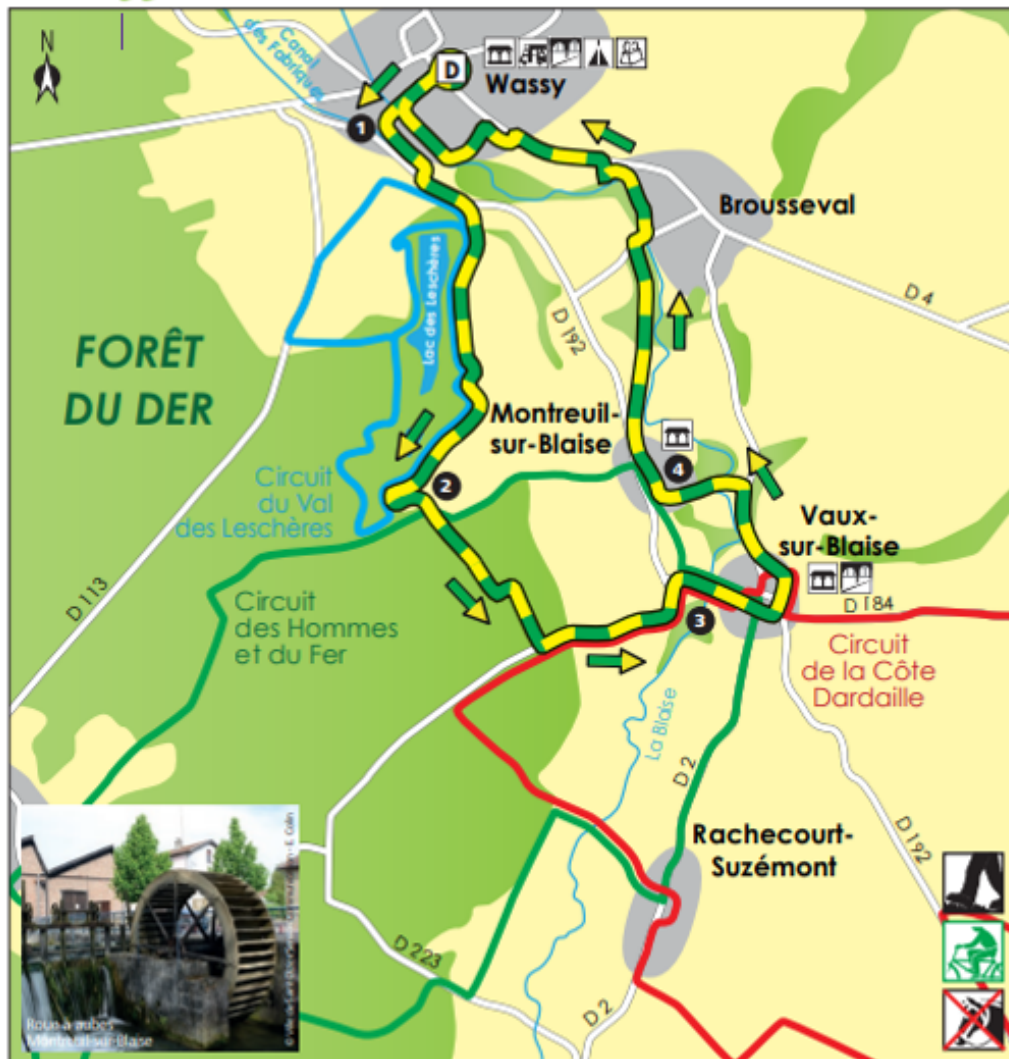 N
Canal
des Fabriques
D
Wassy
1
Brousseval
D 4
FORÊT
DU DER
Lac des Leschères
D 192
Montreuil-
sur-Blaise
4
2
Circuit
du Val
des Leschères
Vaux-
sur-Blaise
D 113
D 184
Circuit
des Hommes
et du Fer
3
Circuit
de la Côte
Dardaille
La Blaise
D 2
Rachecourt-
Suzémont
D 192
D 223
D 2
Roue à aubes
Montreuil-sur-Blaise
E. Colin